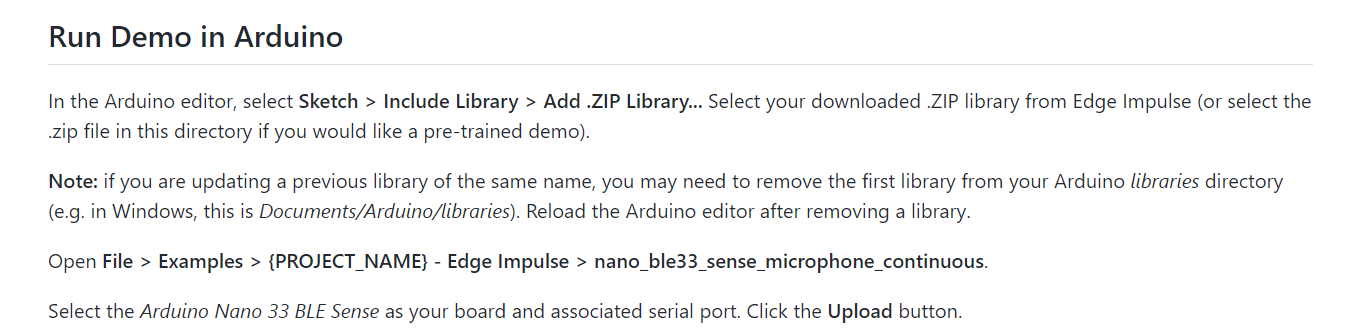 Run Demo in Arduino
In the Arduino editor, select Sketch > Include Library > Add .ZIP Library... Select your downloaded .ZIP library from Edge Impulse (or select the
.zip file in this directory if you would like a pre-trained demo).
Note: if you are updating a previous library of the same name, you may need to remove the first library from your Arduino libraries directory
(e.g. in Windows, this is Documents/Arduino/libraries). Reload the Arduino editor after removing a library.
Open File > Examples > {PROJECT_NAME} - Edge Impulse > nano_ble33_sense_microphone_continuous.
Select the Arduino Nano 33 BLE Sense as your board and associated serial port. Click the Upload button.